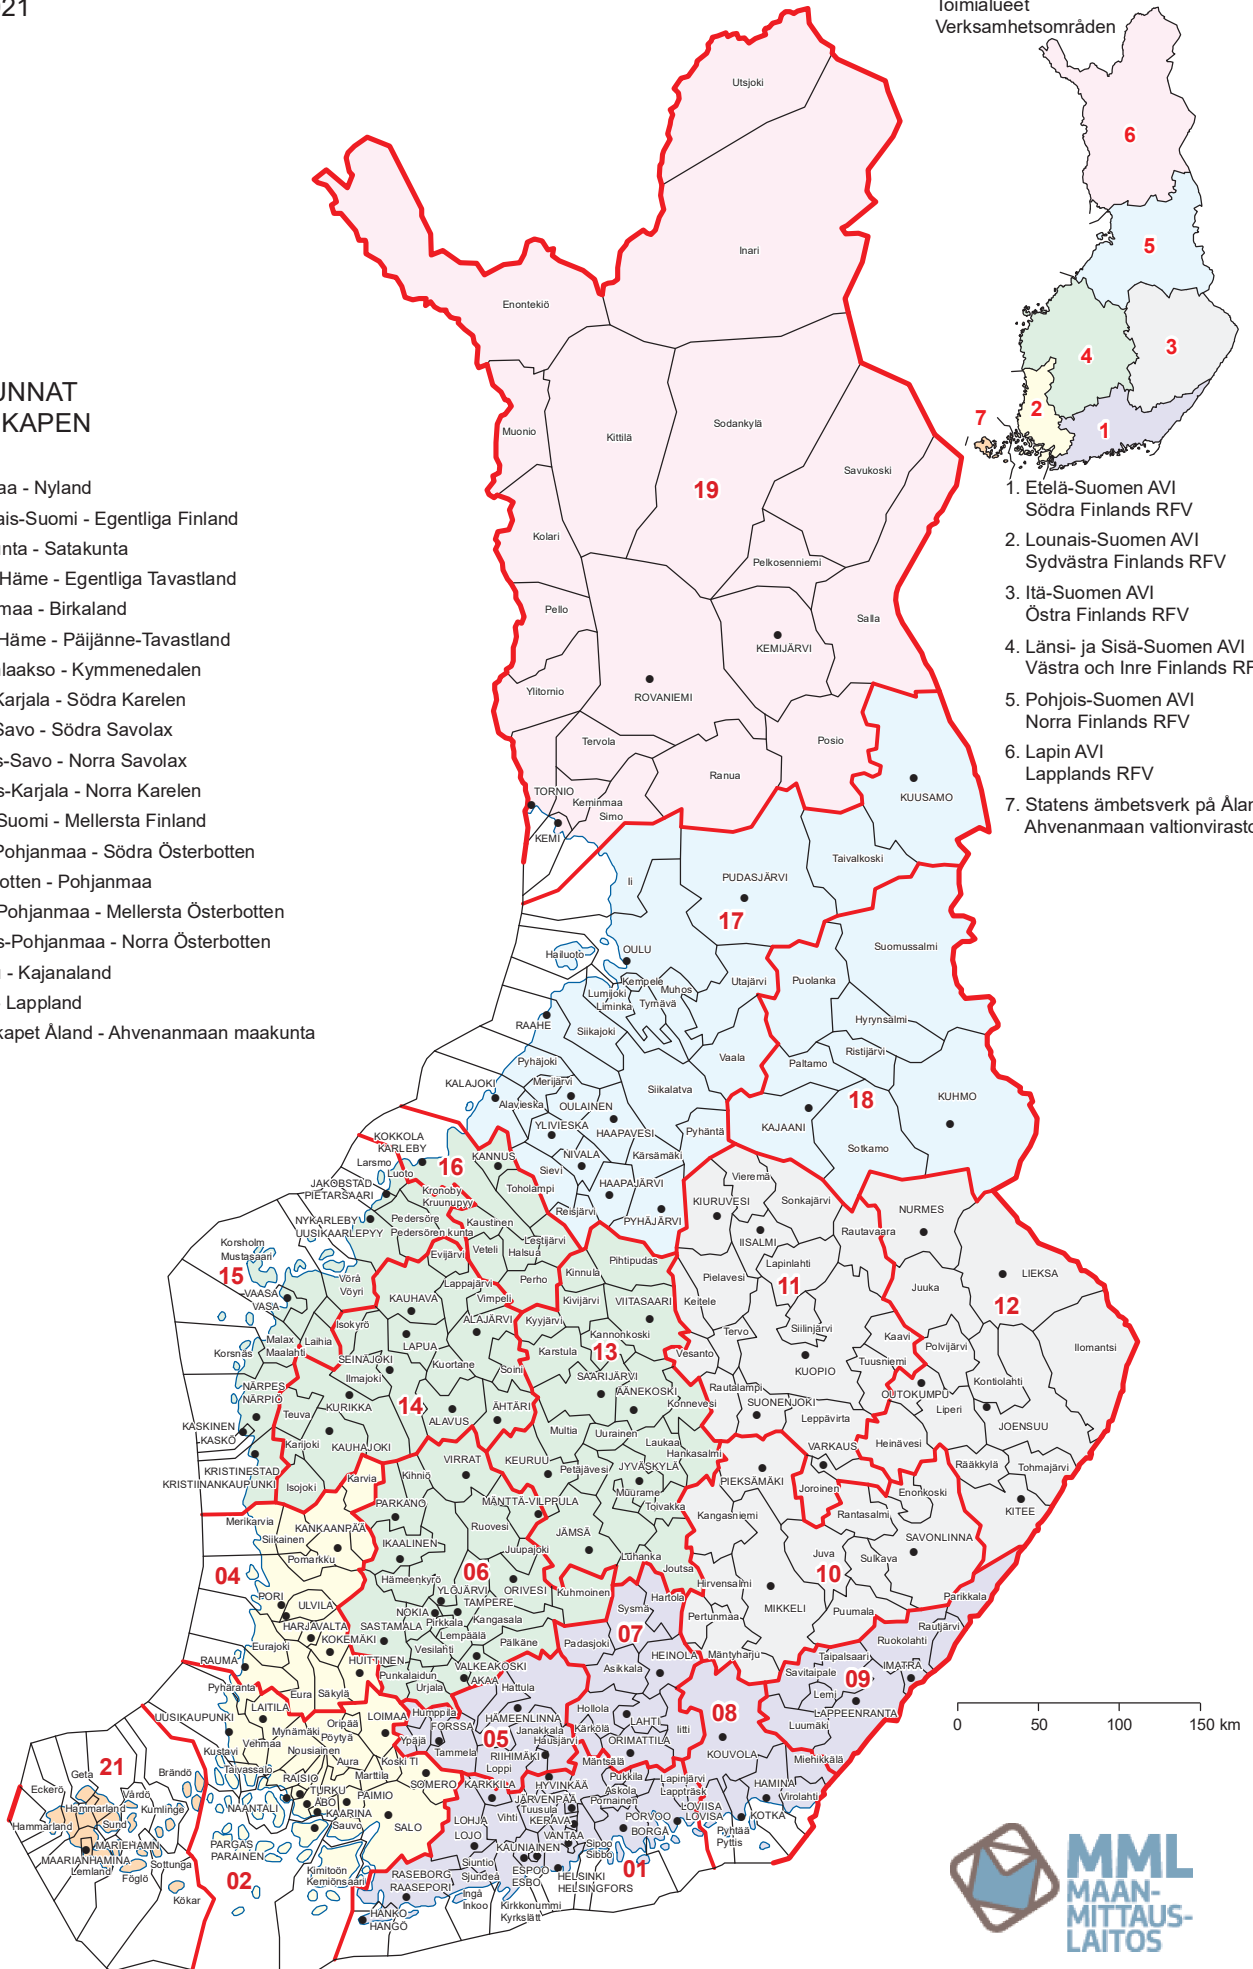 21
Toimialueet
Verksamhetsområden
6
5
3
4
2
7
1
1. Etelä-Suomen AVI
Södra Finlands RFV
2. Lounais-Suomen AVI
Sydvästra Finlands RFV
3. Itä-Suomen AVI
Östra Finlands RFV
4. Länsi- ja Sisä-Suomen AVI
Västra och Inre Finlands RF
5. Pohjois-Suomen AVI
Norra Finlands RFV
6. Lapin AVI
Lapplands RFV
7. Statens ämbetsverk på Ålan
Ahvenanmaan valtionvirasto
UNNAT
KAPEN
aa - Nyland
ais-Suomi - Egentliga Finland
unta - Satakunta
Häme - Egentliga Tavastland
maa - Birkaland
Häme - Päijänne-Tavastland
nlaakso - Kymmenedalen
Karjala - Södra Karelen
Savo - Södra Savolax
s-Savo - Norra Savolax
s-Karjala - Norra Karelen
Suomi - Mellersta Finland
Pohjanmaa - Södra Österbotten
otten - Pohjanmaa
Pohjanmaa - Mellersta Österbotten
s-Pohjanmaa - Norra Österbotten
- Kajanaland
- Lappland
kapet Åland - Ahvenanmaan maakunta
Utsjoki
Inari
Enontekiö
Muonio
Kittilä
Sodankylä
Savukoski
19
Kolari
Pelkosenniemi
Pello
Salla
KEMIJÄRVI
Ylitornio
ROVANIEMI
Tervola
Posio
Ranua
TORNIO
Keminmaa
Simo
KEMI
KUUSAMO
Taivalkoski
Ii
PUDASJÄRVI
17
Suomussalmi
Hailuoto
OULU
Kempele
Lumijoki
Liminka
Muhos
Tyrnävä
Utajärvi
Puolanka
Hyrynsalmi
RAAHE
Siikajoki
Vaala
Paltamo
Ristijärvi
Pyhäjoki
KALAJOKI
Merijärvi
Alavieska
OULAINEN
Siikalatva
18
KUHMO
YLIVIESKA
HAAPAVESI
Pyhäntä
KAJAANI
Sotkamo
KOKKOLA
KARLEBY
16
KANNUS
NIVALA
Kärsämäki
Sievi
Larsmo
Luoto
JAKOBSTAD
PIETARSAARI
Kronoby
Kruunupyy
Toholampi
HAAPAJÄRVI
Reisjärvi
PYHÄJÄRVI
KIURUVESI
Vieremä
Sonkajärvi
NYKARLEBY
UUSIKAARLEPYY
Pedersöre
Pedersören kunta
Kaustinen
Lestijärvi
IISALMI
Rautavaara
NURMES
Korsholm
Mustasaari
Evijärvi
Veteli
Halsua
Pihtipudas
Lapinlahti
LIEKSA
15
Vörå
Vöyri
Lappajärvi
Perho
Kinnula
Pielavesi
11
Juuka
12
VAASA
VASA
KAUHAVA
Vimpeli
Kivijärvi
VIITASAARI
Keitele
Isokyrö
ALAJÄRVI
Kyyjärvi
Kannonkoski
Tervo
Siilinjärvi
Kaavi
Polvijärvi
Ilomantsi
Malax
Maalahti
Laihia
LAPUA
Korsnäs
SEINÄJOKI
Ilmajoki
Kuortane
Soini
Karstula
13
Vesanto
KUOPIO
Tuusniemi
SAARIJÄRVI
Kontiolahti
NÄRPES
NÄRPIÖ
KURIKKA
ÄÄNEKOSKI
Rautalampi
OUTOKUMPU
Liperi
Teuva
14
ALAVUS
ÄHTÄRI
Konnevesi
SUONENJOKI
Leppävirta
JOENSUU
KASKINEN
KASKÖ
Karijoki
KAUHAJOKI
Multia
Uurainen
Laukaa
Hankasalmi
VARKAUS
Heinävesi
KRISTINESTAD
KRISTIINANKAUPUNKI
Isojoki
Karvia
Kihniö
VIRRAT
KEURUU
Petäjävesi
JYVÄSKYLÄ
PIEKSÄMÄKI
Joroinen
Rääkkylä
Tohmajärvi
Muurame
Toivakka
Enonkoski
Merikarvia
Siikainen
KANKAANPÄÄ
PARKANO
MÄNTTÄ-VILPPULA
Kangasniemi
Rantasalmi
KITEE
Ruovesi
JÄMSÄ
SAVONLINNA
Pomarkku
IKAALINEN
Juupajoki
Luhanka
Juva
Sulkava
04
Hämeenkyrö
06
Joutsa
Hirvensalmi
10
PORI
ULVILA
YLÖJÄRVI
TAMPERE
ORIVESI
Kuhmoinen
Hartola
MIKKELI
Puumala
Parikkala
HARJAVALTA
NOKIA
Pirkkala
Kangasala
Sysmä
Pertunmaa
KOKEMÄKI
SASTAMALA
Lempäälä
07
Rautjärvi
Eurajoki
Vesilahti
Pälkäne
Padasjoki
Ruokolahti
RAUMA
HUITTINEN
VALKEAKOSKI
HEINOLA
Mäntyharju
Taipalsaari
IMATRA
Punkalaidun
AKAA
Asikkala
Savitaipale
Pyhäranta
Eura
Säkylä
Urjala
Hattula
Lemi
09
LAITILA
LOIMAA
Humppila
HÄMEENLINNA
Hollola
LAHTI
LAPPEENRANTA
UUSIKAUPUNKI
Mynämäki
Oripää
Pöytyä
FORSSA
Janakkala
Kärkölä
Iitti
08
Luumäki
Vehmaa
Ypäjä
05
Hausjärvi
ORIMATTILA
Kustavi
Nousiainen
Tammela
RIIHIMÄKI
Loppi
Mäntsälä
KOUVOLA
Miehikkälä
21
Taivassalo
Aura
Koski Tl
Geta
Brändö
Marttila
SOMERO
KARKKILA
HYVINKÄÄ
Pukkila
Askola
Lapinjärvi
Lappträsk
HAMINA
Virolahti
Eckerö
Vårdö
RAISIO
TURKU
ÅBO
PAIMIO
JÄRVENPÄÄ
Pornainen
Hammarland
Kumlinge
NAANTALI
KAARINA
LOHJA
LOJO
Vihti
Tuusula
KERAVA
LOVIISA
LOVISA
KOTKA
Hammarland
Sund
Sauvo
SALO
PORVOO
BORGÅ
Pyhtää
Pyttis
MARIEHAMN
MAARIANHAMINA
PARGAS
PARAINEN
VANTAA
KAUNIAINEN
Sipoo
Sibbo
Lemland
Föglö
Sottunga
Kimitoön
Kemiönsaari
RASEBORG
RAASEPORI
Siuntio
Sjundeå
ESPOO
ESBO
HELSINKI
HELSINGFORS
01
02
Kökar
Ingå
Inkoo
Kirkkonummi
Kyrkslätt
HANKO
HANGÖ
0 50 100 150 km
MML
MAAN-
MITTAUS-
LAITOS